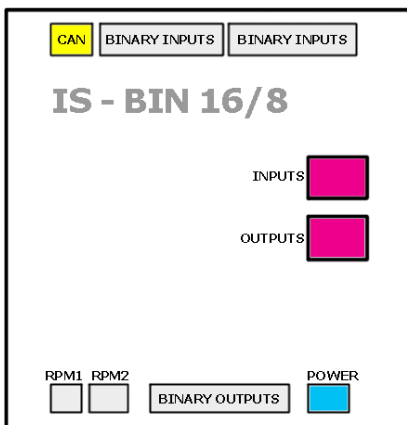 CAN BINARY INPUTS BINARY INPUTS
IS - BIN 16/8
INPUTS
OUTPUTS
RPM1 RPM2 POWER
BINARY OUTPUTS